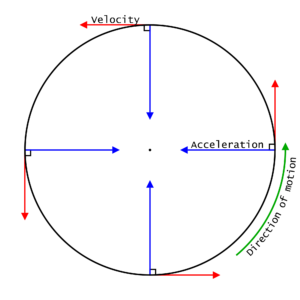 Velocity
Acceleration
Direction of motion